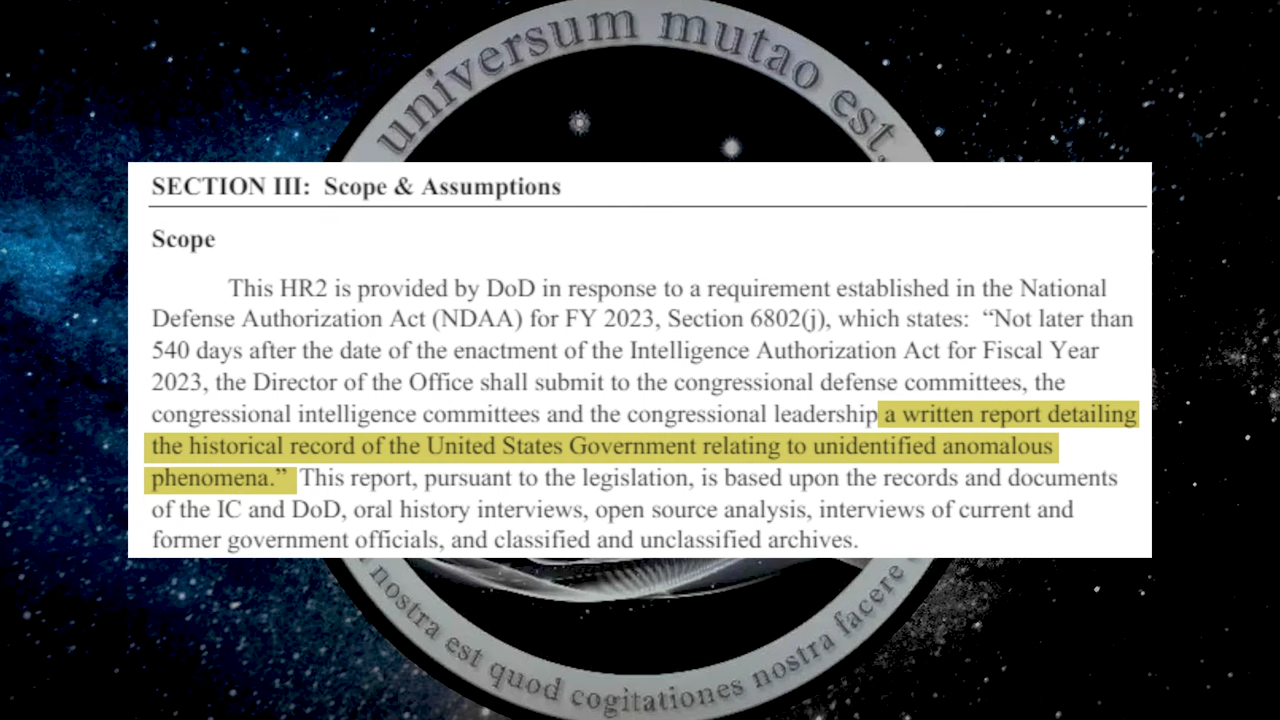 universum mutao est.
SECTION III: Scope & Assumptions
Scope
This HR2 is provided by DoD in response to a requirement established in the National
Defense Authorization Act (NDAA) for FY 2023, Section 6802(j), which states: “Not later than
540 days after the date of the enactment of the Intelligence Authorization Act for Fiscal Year
2023, the Director of the Office shall submit to the congressional defense committees, the
congressional intelligence committees and the congressional leadership a written report detailing
the historical record of the United States Government relating to unidentified anomalous
phenomena.” This report, pursuant to the legislation, is based upon the records and documents
of the IC and DoD, oral history interviews, open source analysis, interviews of current and
former government officials, and classified and unclassified archives.
nostra est quod cogitationes nostra facere